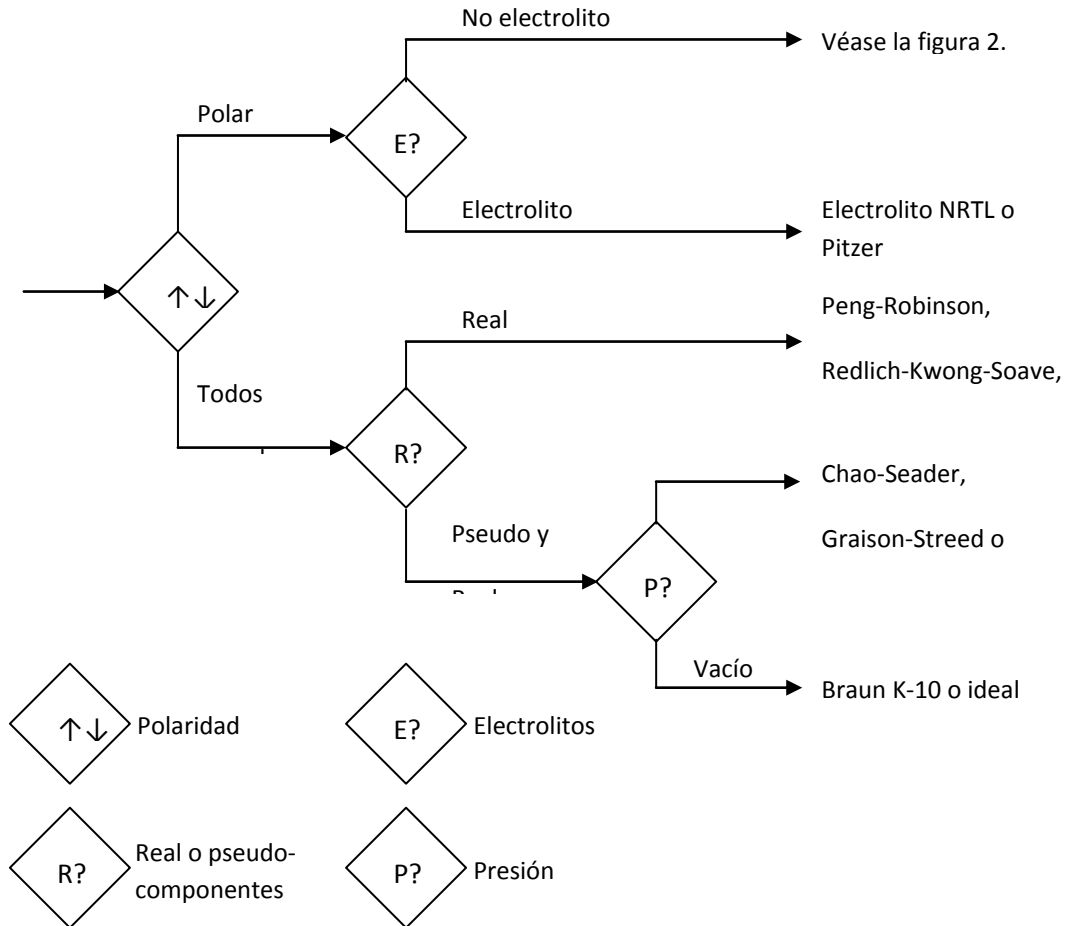 No electrolito
Véase la figura 2.
Polar
E?
Electrolito
Electrolito NRTL o
Pitzer
↑↓
Real
Peng-Robinson,
Redlich-Kwong-Soave,
Todos
R?
Pseudo y
Chao-Seader,
Graison-Streed o
P?
Vacío
Braun K-10 o ideal
↑↓ Polaridad
E? Electrolitos
R? Real o pseudo-
componentes
P? Presión